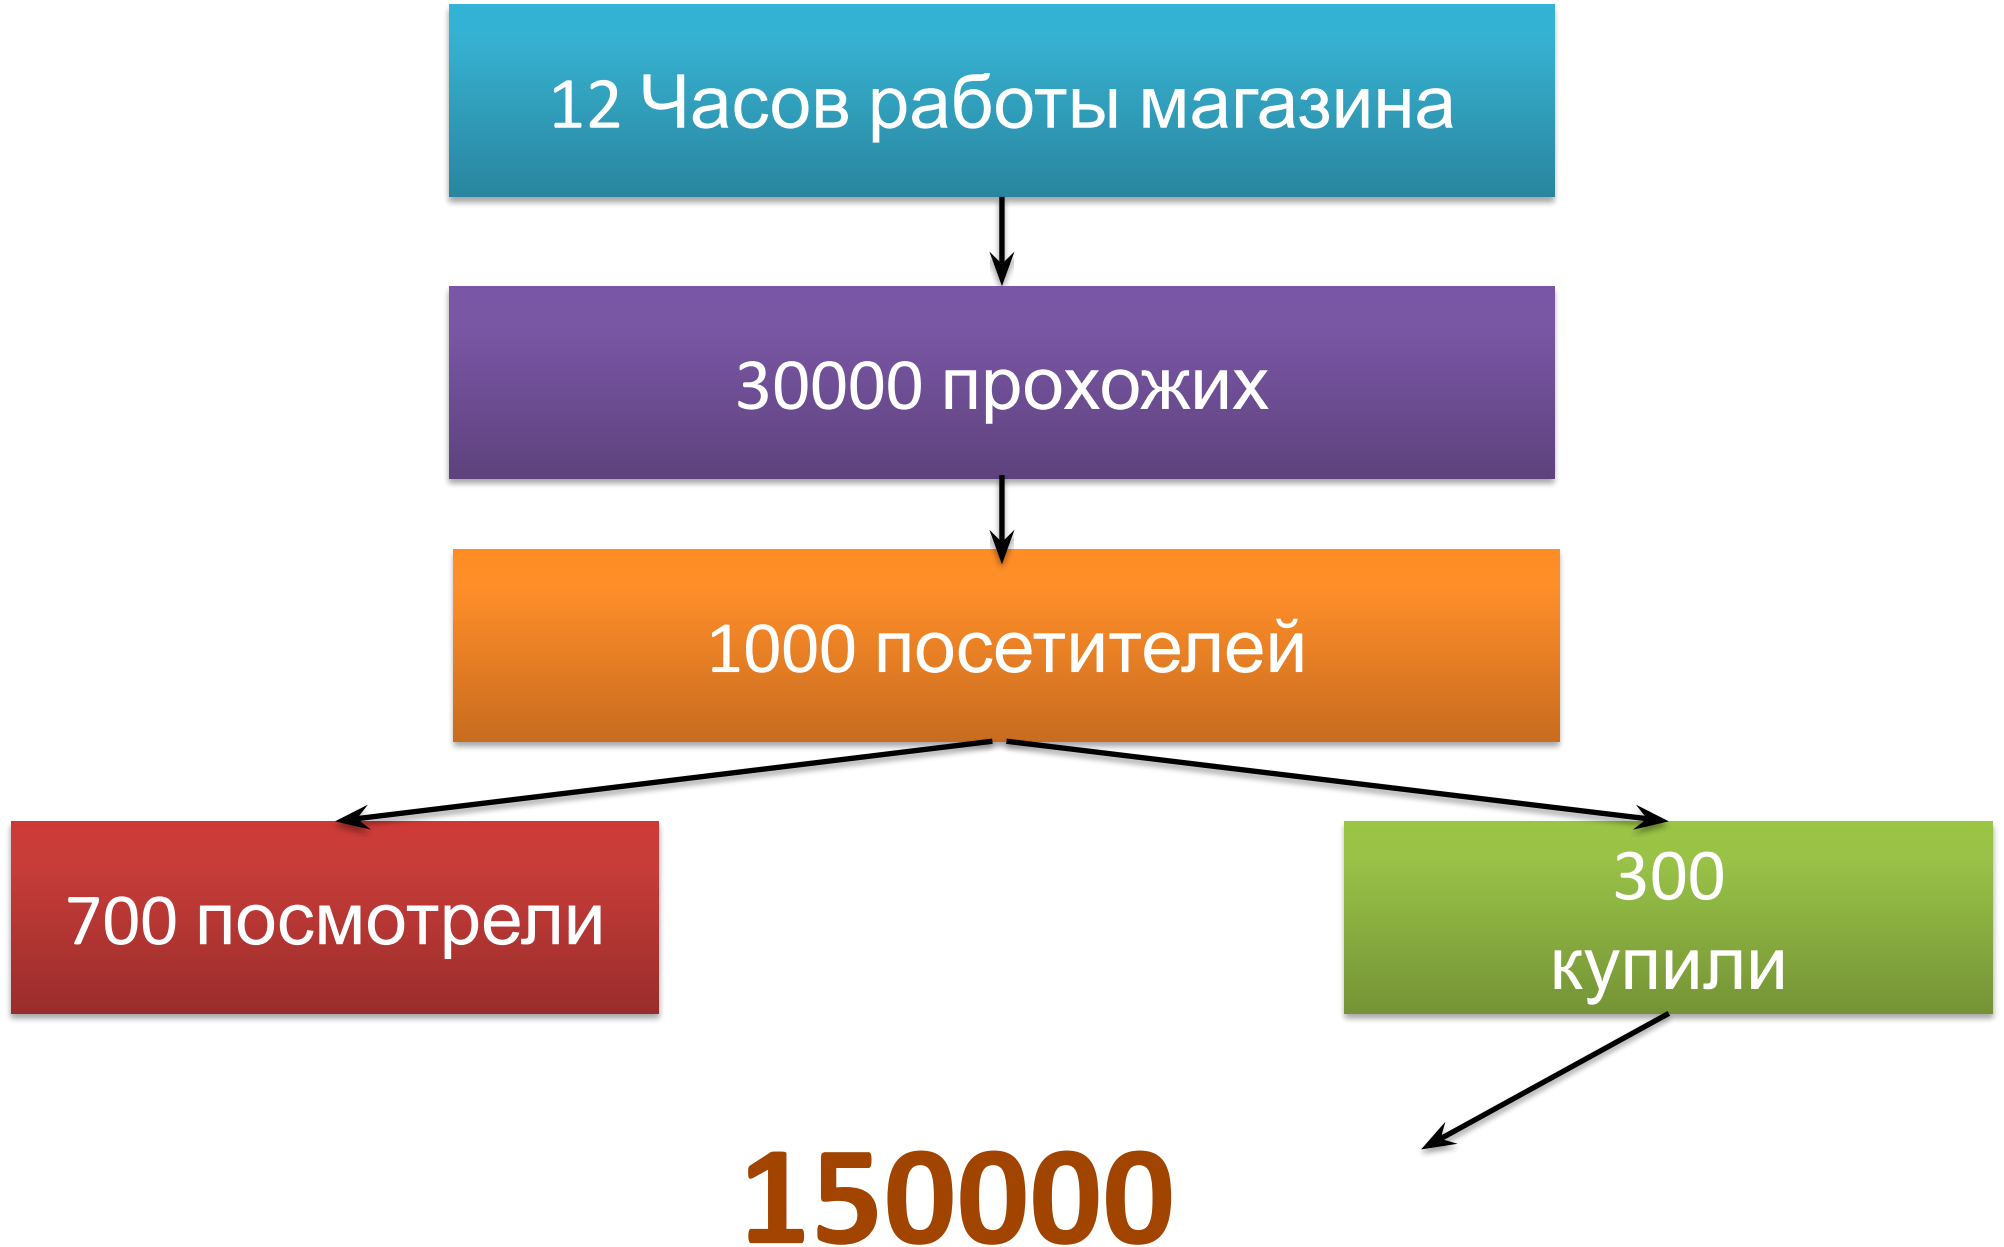 12 Часов работы магазина
30000 прохожих
1000 посетителей
700 посмотрели
300
купили
150000